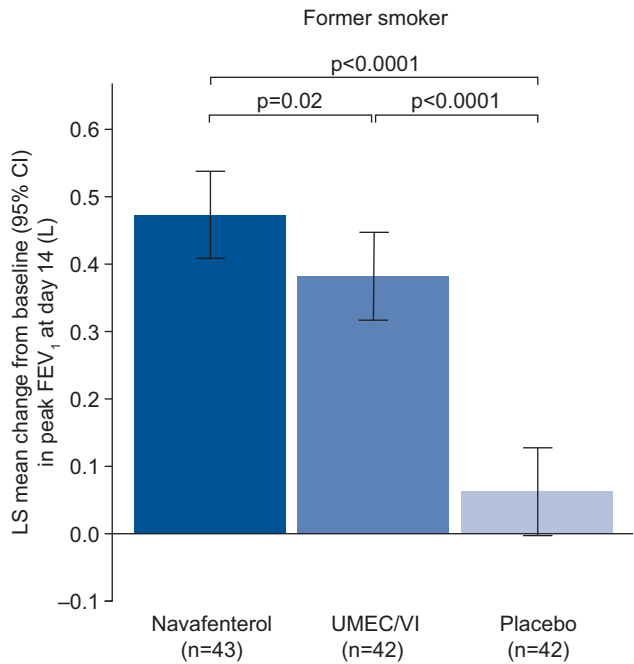 Former smoker
p<0.0001
p=0.02
p<0.0001
LS mean change from baseline (95% CI)
in peak FEV₁ at day 14 (L)
0.6
0.5
0.4
0.3
0.2
0.1
0.0
–0.1
Navafenterol
(n=43)
UMEC/VI
(n=42)
Placebo
(n=42)